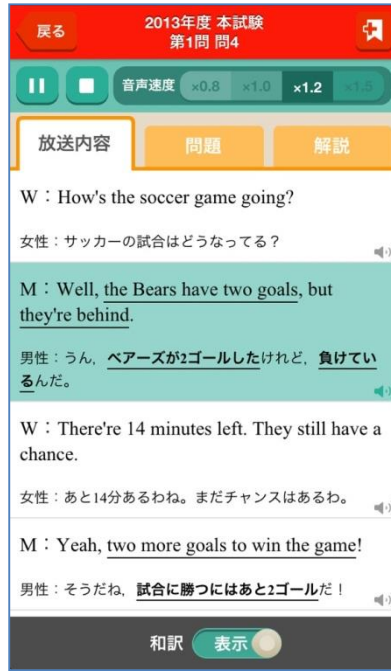 戻る
2013年度 本試験
第1問 問4
音声速度 ×0.8 ×1.0 ×1.2 ×1.5
放送内容 問題 解説
W：How's the soccer game going?
女性：サッカーの試合はどうなってる？
M：Well, the Bears have two goals, but
they're behind.
男性：うん，ベアーズが2ゴールしたけれど，負けてい
るんだ。
W：There're 14 minutes left. They still have a
chance.
女性：あと14分あるわね。まだチャンスはあるわ。
M：Yeah, two more goals to win the game!
男性：そうだね，試合に勝つにはあと2ゴールだ！
和訳 表示